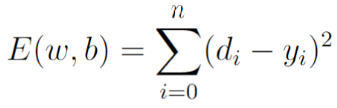 E(w, b) = \sum_{i=0}^{n} (d_i - y_i)^2